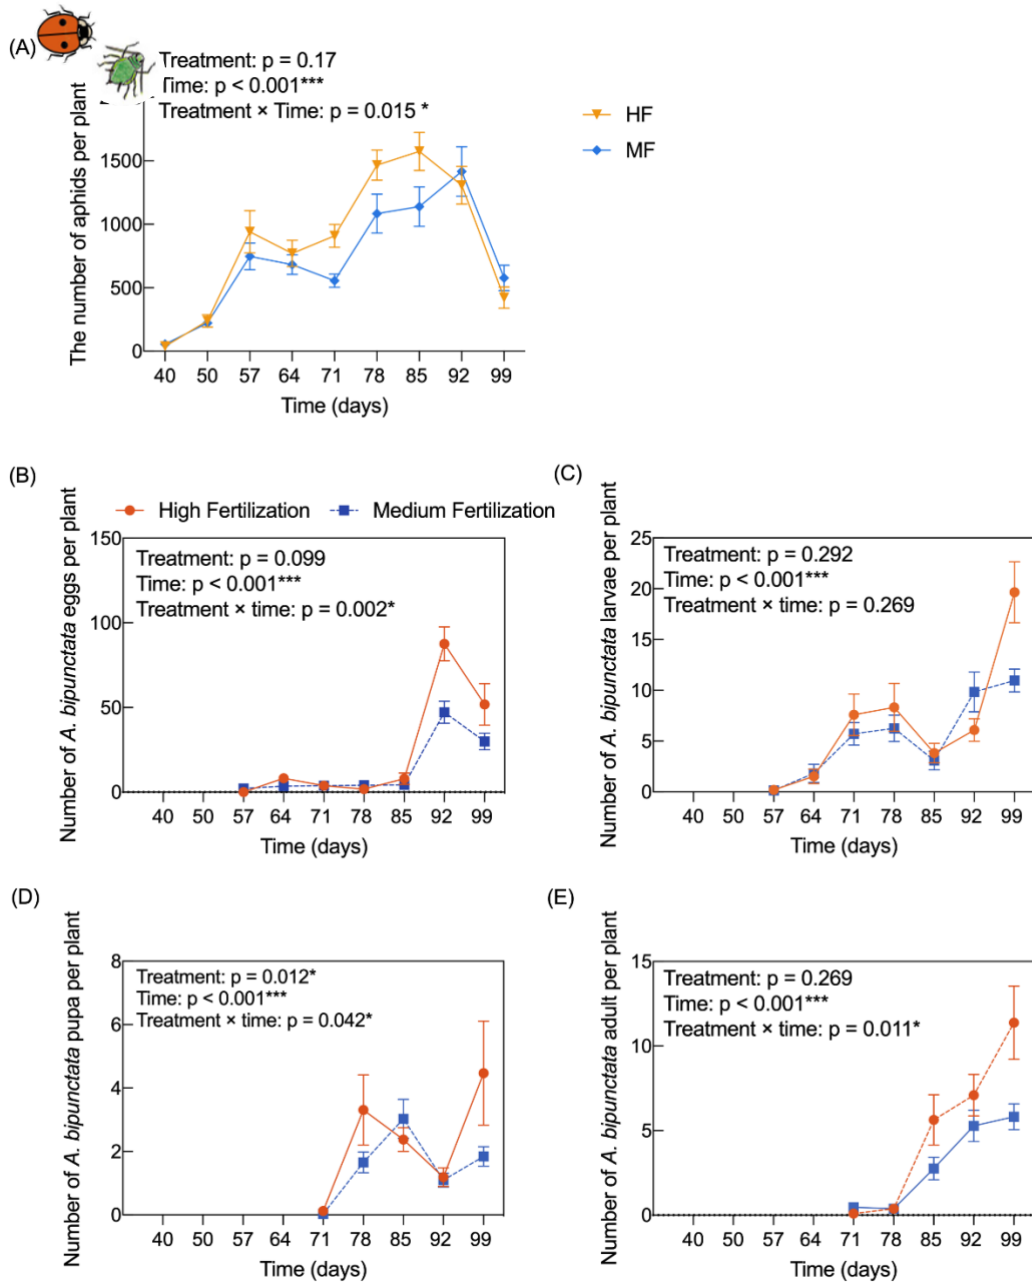 (A)
Treatment: p = 0.17
Time: p < 0.001***
Treatment × Time: p = 0.015 *
HF
MF
The number of aphids per plant
1500
1000
500
0
40 50 57 64 71 78 85 92 99
Time (days)
(B)
High Fertilization Medium Fertilization
Number of A. bipunctata eggs per plant
150
100
50
0
Treatment: p = 0.099
Time: p < 0.001***
Treatment × time: p = 0.002*
40 50 57 64 71 78 85 92 99
Time (days)
(C)
Number of A. bipunctata larvae per plant
25
20
15
10
5
0
Treatment: p = 0.292
Time: p < 0.001***
Treatment × time: p = 0.269
40 50 57 64 71 78 85 92 99
Time (days)
(D)
Number of A. bipunctata pupa per plant
8
6
4
2
0
Treatment: p = 0.012*
Time: p < 0.001***
Treatment × time: p = 0.042*
40 50 57 64 71 78 85 92 99
Time (days)
(E)
Number of A. bipunctata adult per plant
15
10
5
0
Treatment: p = 0.269
Time: p < 0.001***
Treatment × time: p = 0.011*
40 50 57 64 71 78 85 92 99
Time (days)